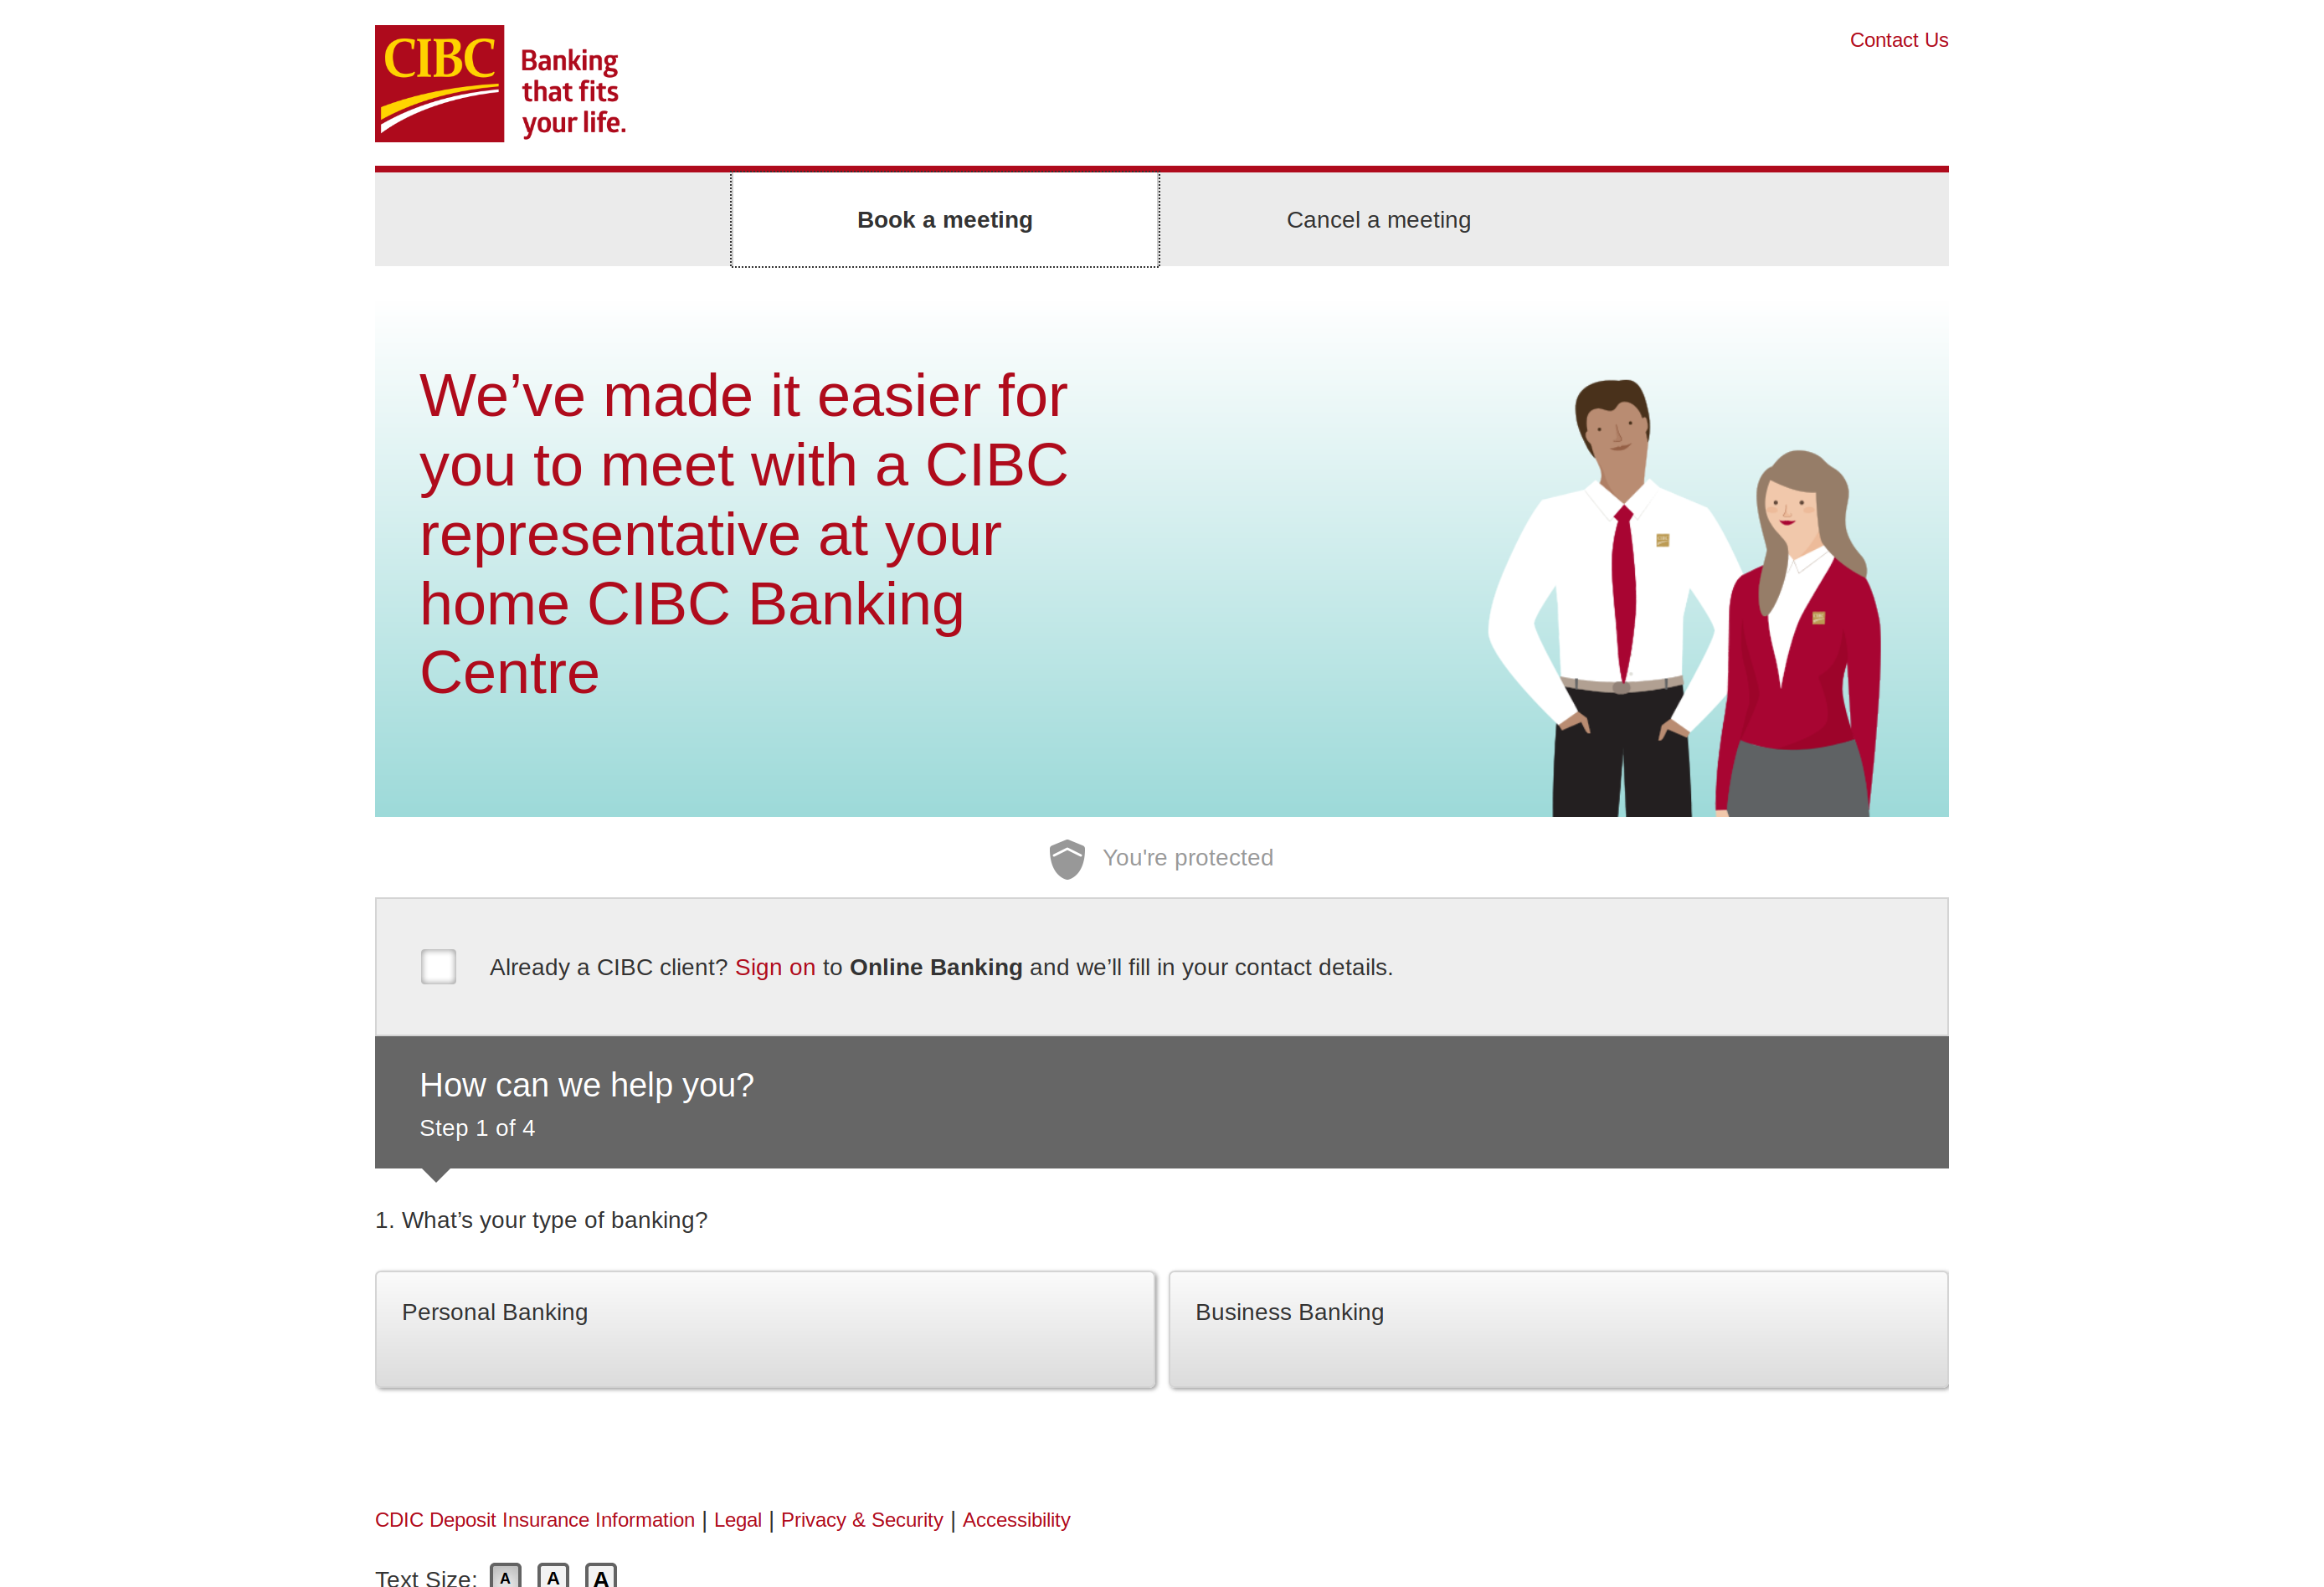 CIBC
Banking
that fits
your life.
Contact Us
Book a meeting
Cancel a meeting
We’ve made it easier for
you to meet with a CIBC
representative at your
home CIBC Banking
Centre
You're protected
Already a CIBC client? Sign on to Online Banking and we’ll fill in your contact details.
How can we help you?
Step 1 of 4
1. What’s your type of banking?
Personal Banking
Business Banking
CDIC Deposit Insurance Information | Legal | Privacy & Security | Accessibility
Text Size: A A A